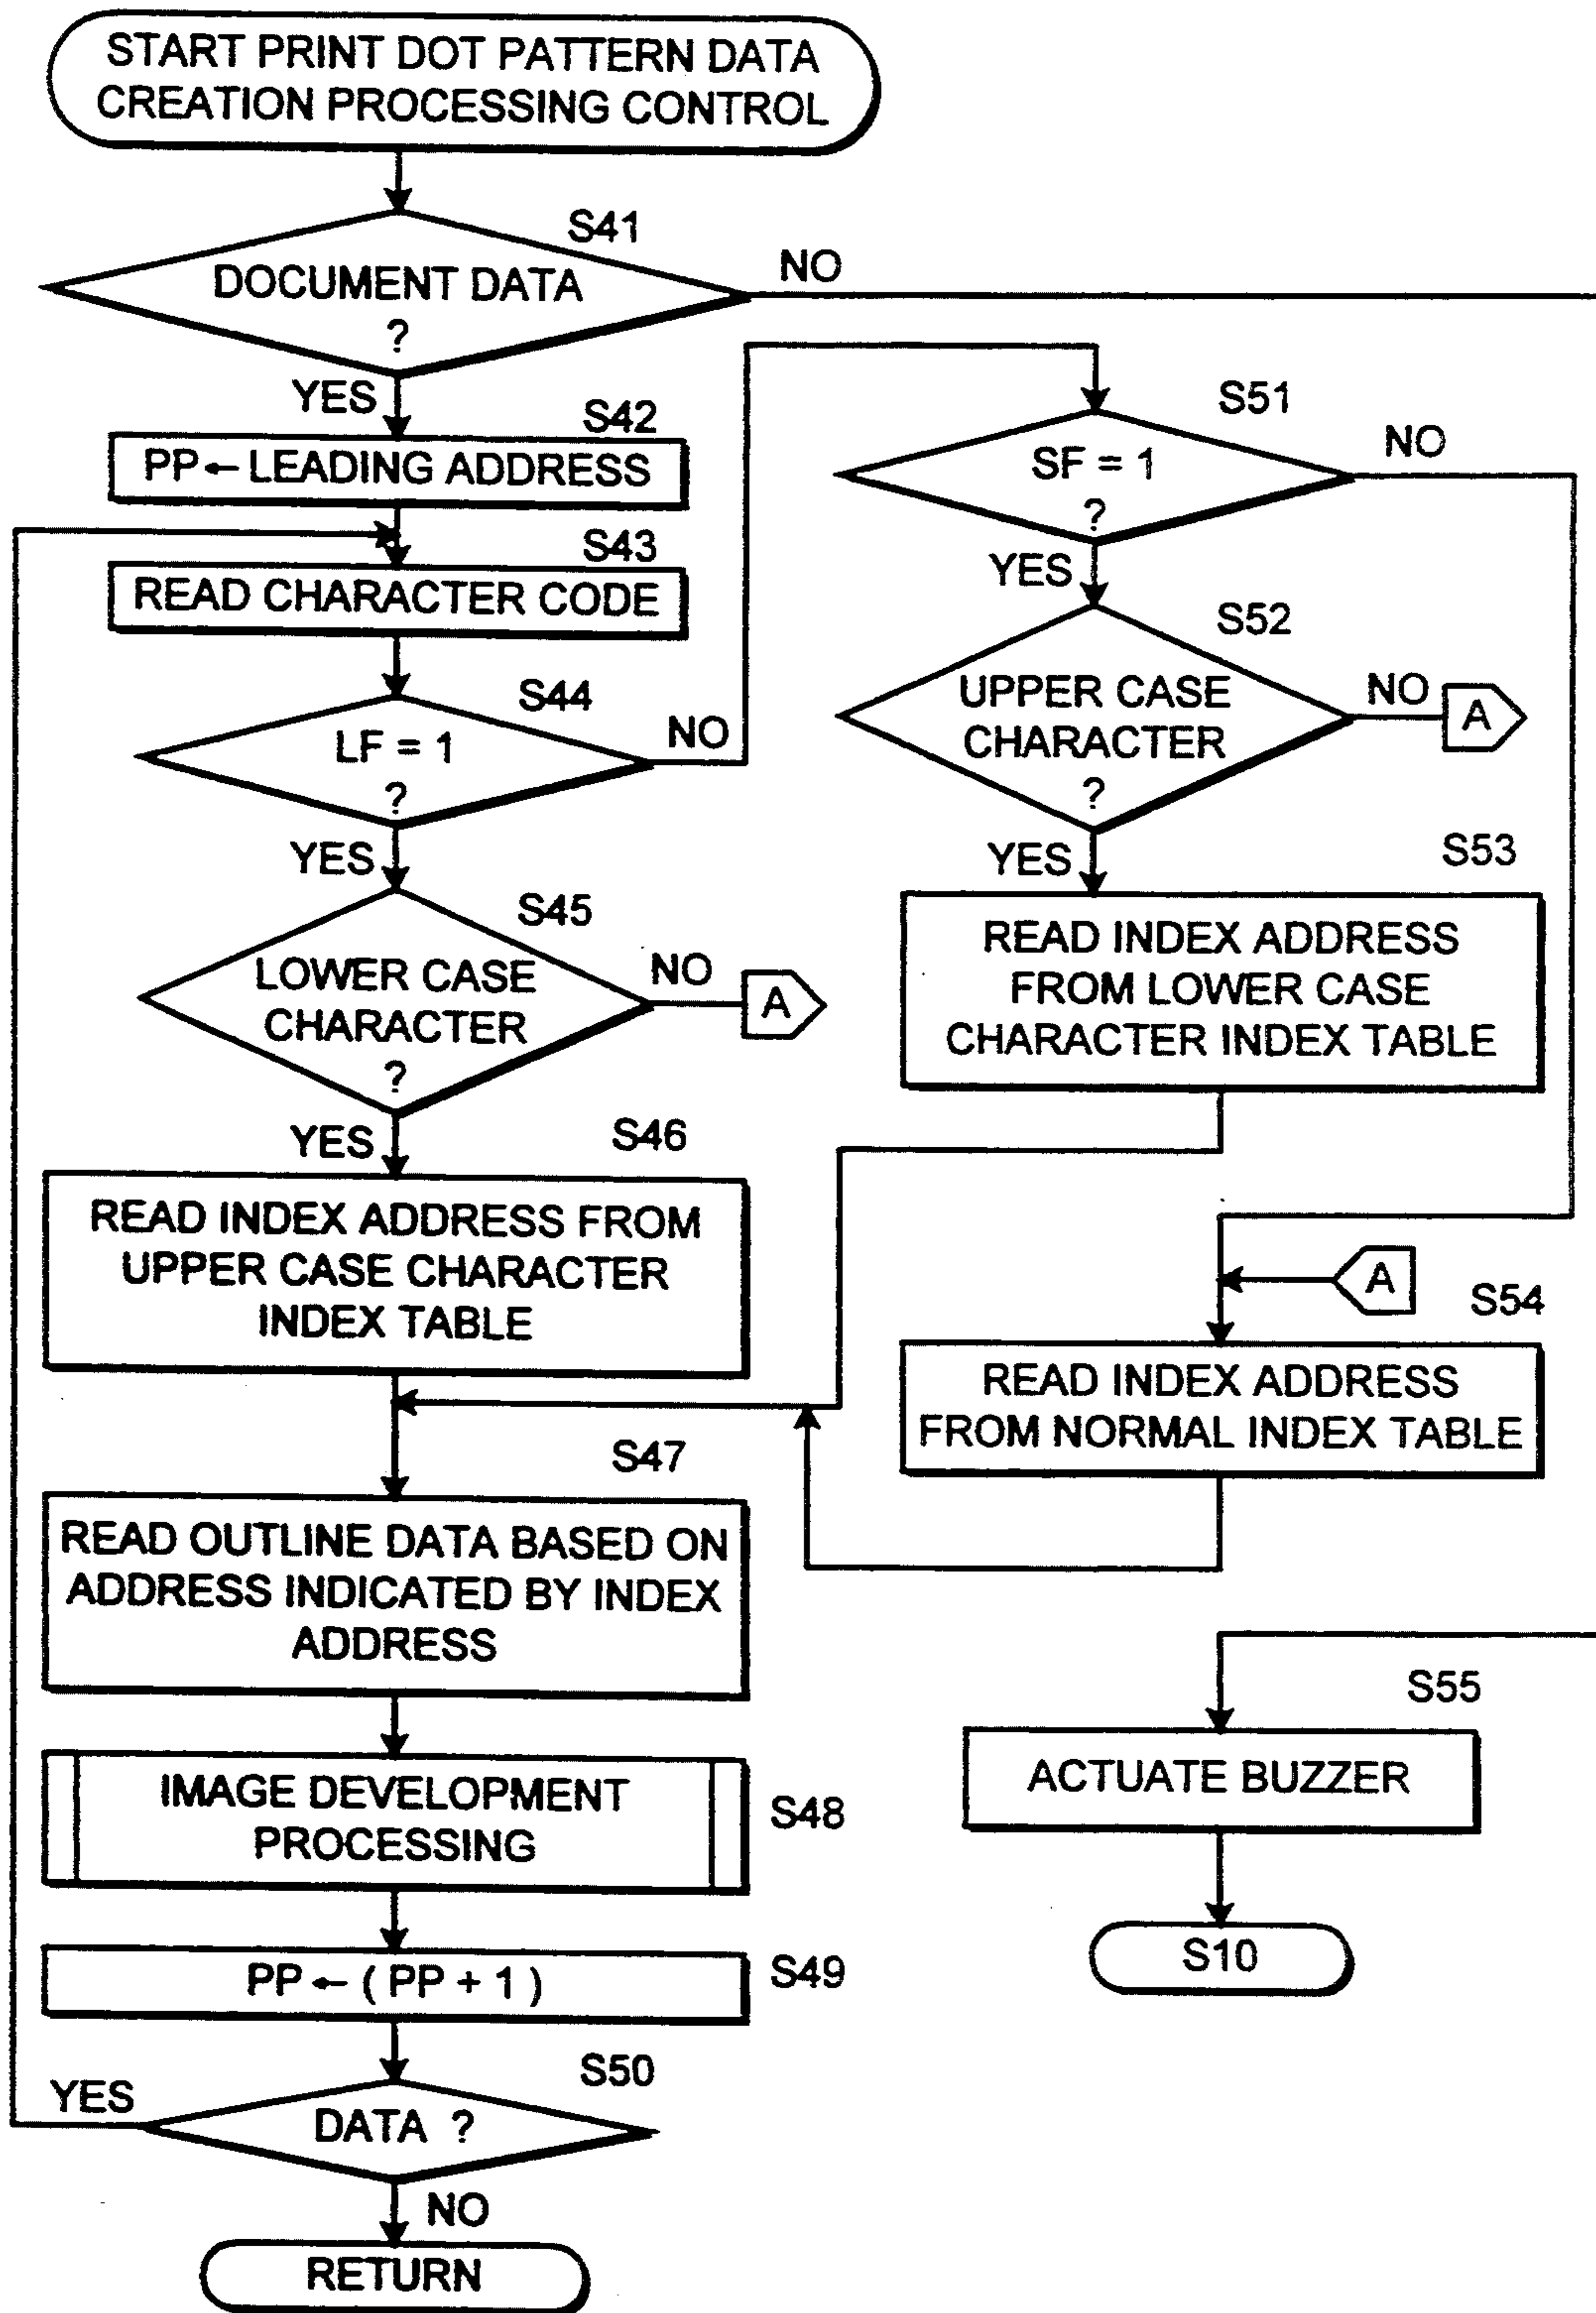 START PRINT DOT PATTERN DATA
CREATION PROCESSING CONTROL
S41
DOCUMENT DATA
?
NO
YES
S42
PP ← LEADING ADDRESS
S43
READ CHARACTER CODE
S44
LF = 1
?
NO
YES
S45
LOWER CASE
CHARACTER
?
NO
A
YES
S46
READ INDEX ADDRESS FROM
UPPER CASE CHARACTER
INDEX TABLE
S47
READ OUTLINE DATA BASED ON
ADDRESS INDICATED BY INDEX
ADDRESS
IMAGE DEVELOPMENT
PROCESSING
S48
PP ← ( PP + 1 )
S49
S50
YES
DATA ?
NO
RETURN
S51
SF = 1
?
NO
YES
S52
UPPER CASE
CHARACTER
?
NO
A
YES
S53
READ INDEX ADDRESS
FROM LOWER CASE
CHARACTER INDEX TABLE
A
S54
READ INDEX ADDRESS
FROM NORMAL INDEX TABLE
S55
ACTUATE BUZZER
S10